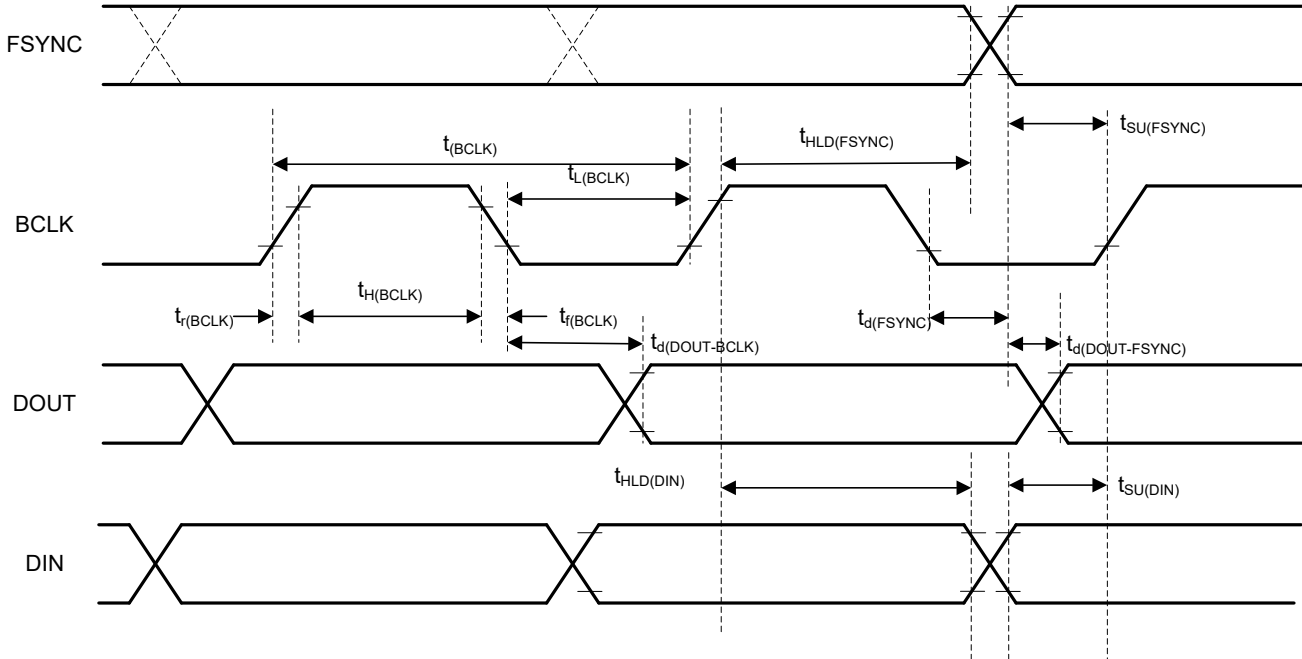 FSYNC
t(BCLK)
tHLD(FSYNC)
tSU(FSYNC)
tL(BCLK)
BCLK
tr(BCLK)
tH(BCLK)
tf(BCLK)
td(FSYNC)
td(DOUT-BCLK)
td(DOUT-FSYNC)
DOUT
tHLD(DIN)
tSU(DIN)
DIN